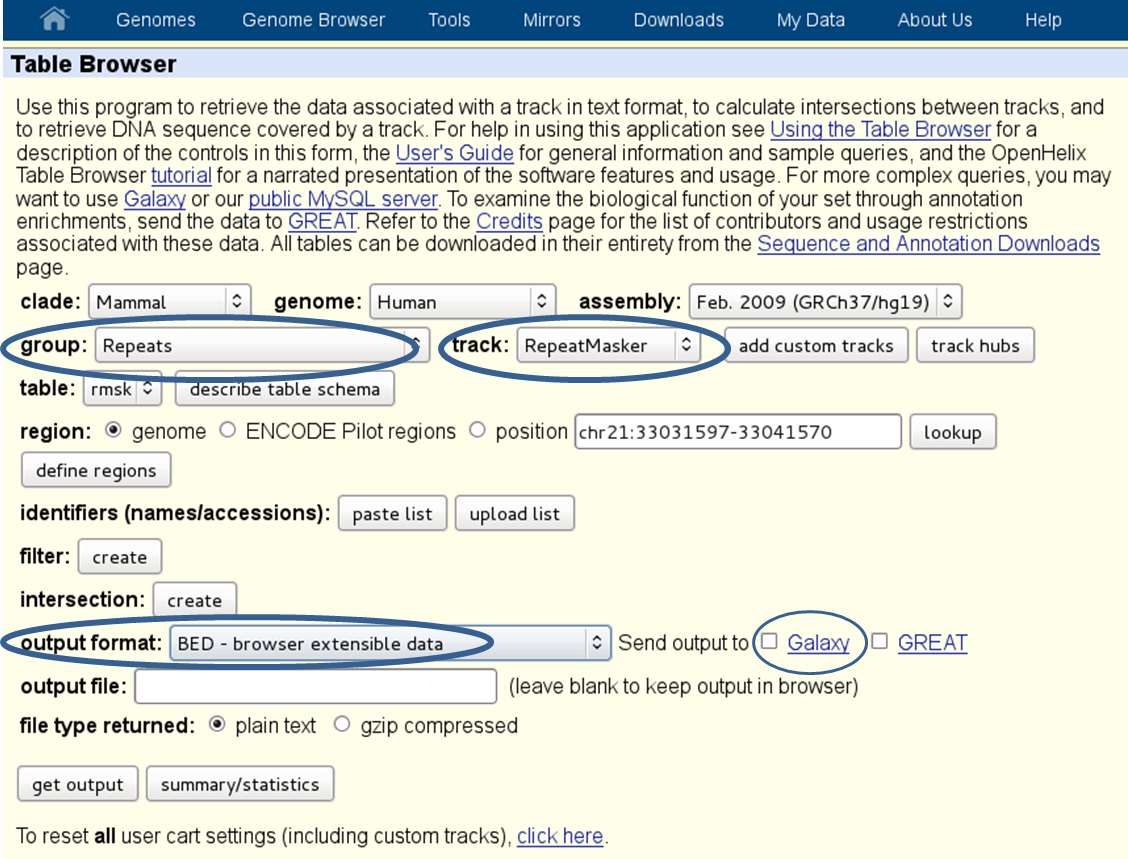 Genomes Genome Browser Tools Mirrors Downloads My Data About Us Help
Table Browser
Use this program to retrieve the data associated with a track in text format, to calculate intersections between tracks, and
to retrieve DNA sequence covered by a track. For help in using this application see Using the Table Browser for a
description of the controls in this form, the User's Guide for general information and sample queries, and the OpenHelix
Table Browser tutorial for a narrated presentation of the software features and usage. For more complex queries, you may
want to use Galaxy or our public MySQL server. To examine the biological function of your set through annotation
enrichments, send the data to GREAT. Refer to the Credits page for the list of contributors and usage restrictions
associated with these data. All tables can be downloaded in their entirety from the Sequence and Annotation Downloads
page.
clade: Mammal genome: Human assembly: Feb. 2009 (GRCh37/hg19)
group: Repeats track: RepeatMasker add custom tracks track hubs
table: rmsk describe table schema
region: genome ENCODE Pilot regions position chr21:33031597-33041570 lookup
define regions
identifiers (names/accessions): paste list upload list
filter: create
intersection: create
output format: BED - browser extensible data Send output to Galaxy GREAT
output file: (leave blank to keep output in browser)
file type returned: plain text gzip compressed
get output summary/statistics
To reset all user cart settings (including custom tracks), click here.